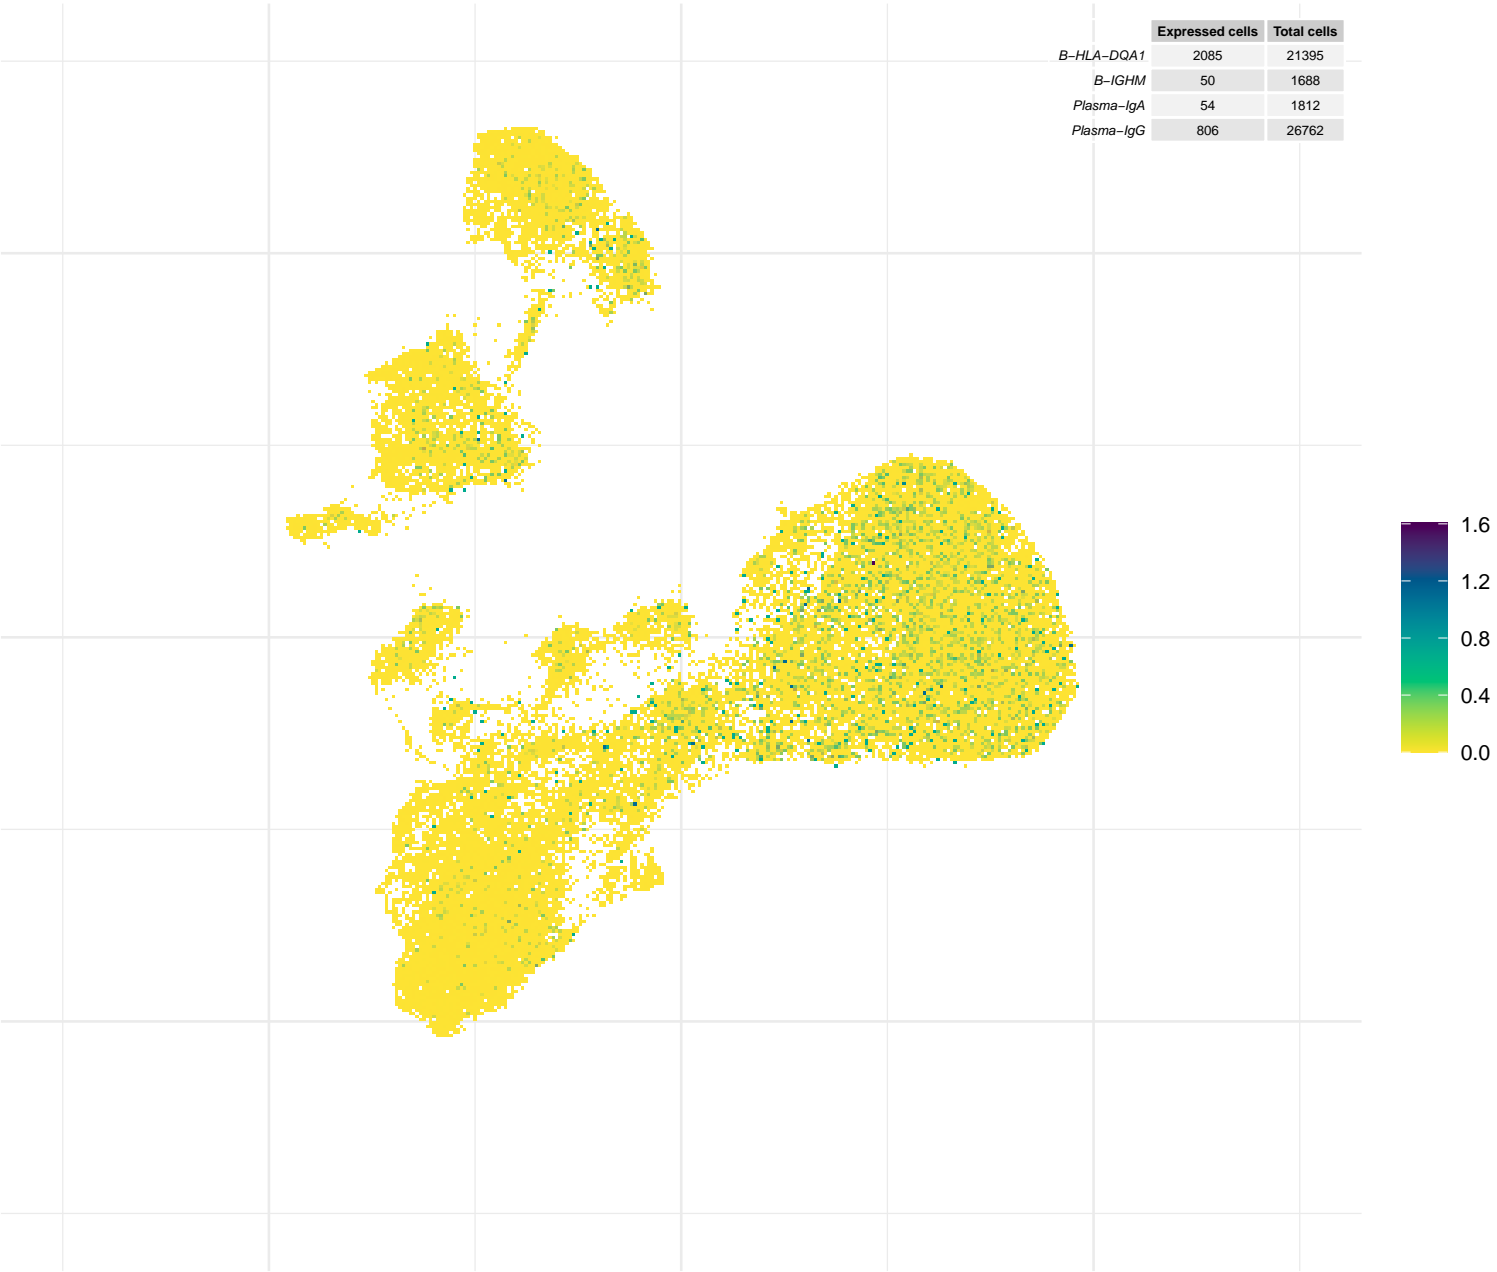 Expressed cells Total cells
B−HLA−DQA1 2085 21395
B−IGHM 50 1688
Plasma−IgA 54 1812
Plasma−IgG 806 26762
1.6
1.2
0.8
0.4
0.0